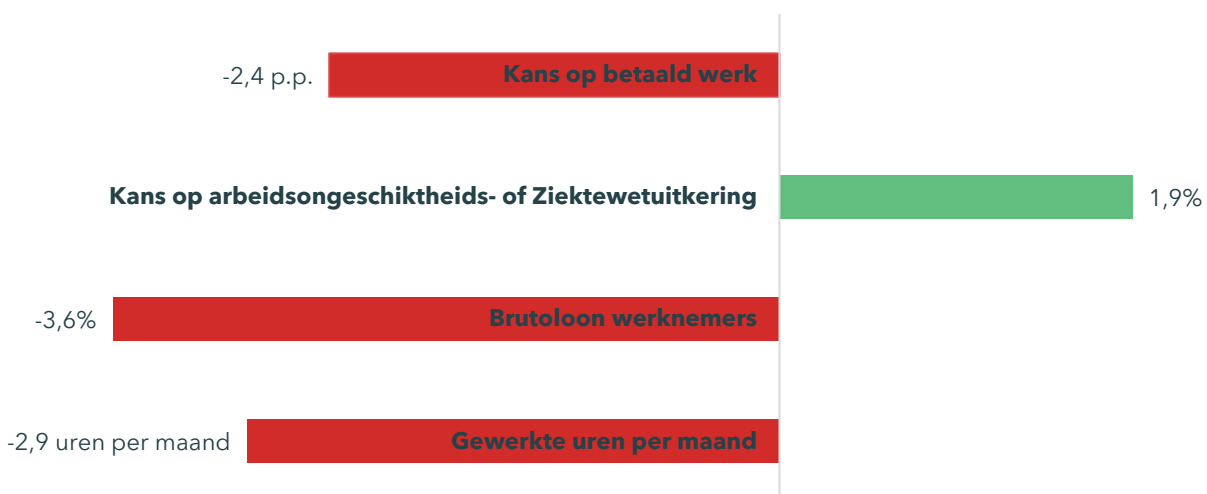 -2,4 p.p. Kans op betaald werk
Kans op arbeidsongeschiktheids- of Ziektewetuitkering 1,9%
-3,6% Brutoloon werknemers
-2,9 uren per maand Gewerkte uren per maand